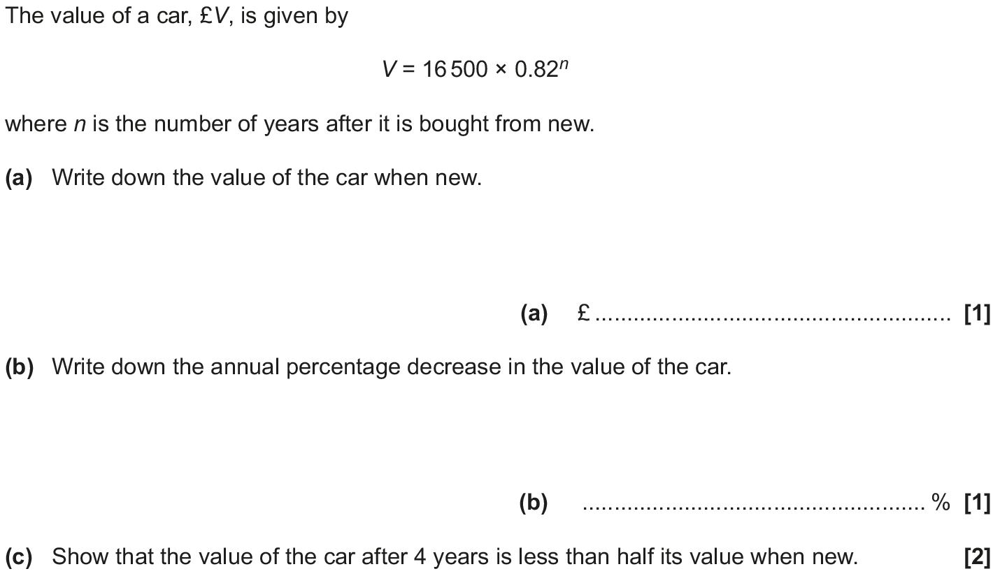 The value of a car, £V, is given by
V = 16 500 × 0.82ⁿ
where n is the number of years after it is bought from new.
(a) Write down the value of the car when new.
(a) £ ...................................................... [1]
(b) Write down the annual percentage decrease in the value of the car.
(b) .................................................... % [1]
(c) Show that the value of the car after 4 years is less than half its value when new. [2]